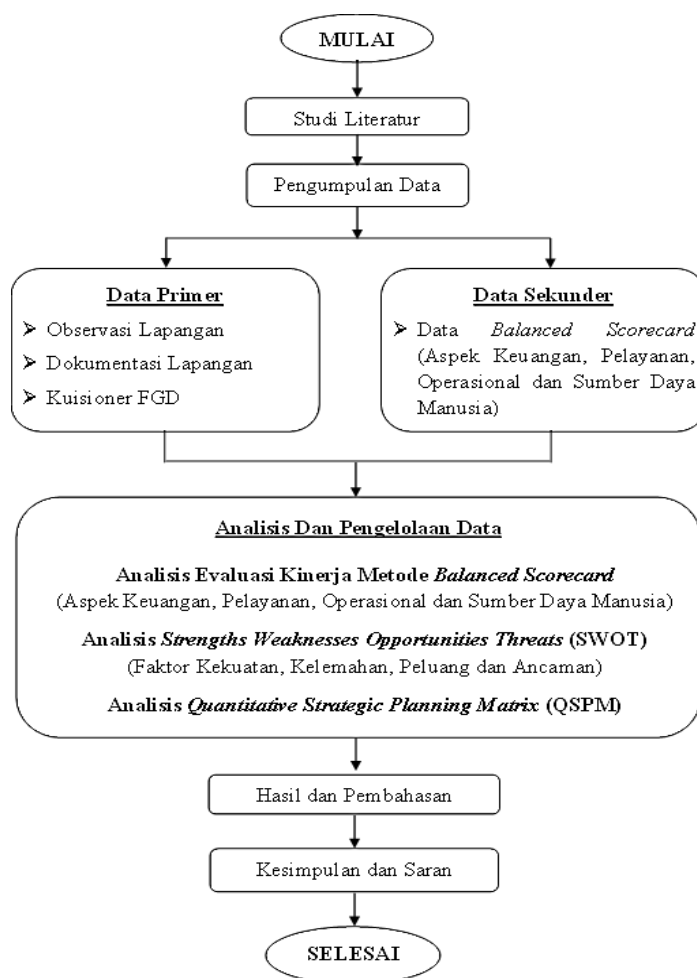 MULAI
Studi Literatur
Pengumpulan Data
Data Primer
➢ Observasi Lapangan
➢ Dokumentasi Lapangan
➢ Kuisioner FGD
Data Sekunder
➢ Data Balanced Scorecard
(Aspek Keuangan, Pelayanan,
Operasional dan Sumber Daya
Manusia)
Analisis Dan Pengelolaan Data
Analisis Evaluasi Kinerja Metode Balanced Scorecard
(Aspek Keuangan, Pelayanan, Operasional dan Sumber Daya Manusia)
Analisis Strengths Weaknesses Opportunities Threats (SWOT)
(Faktor Kekuatan, Kelemahan, Peluang dan Ancaman)
Analisis Quantitative Strategic Planning Matrix (QSPM)
Hasil dan Pembahasan
Kesimpulan dan Saran
SELESAI